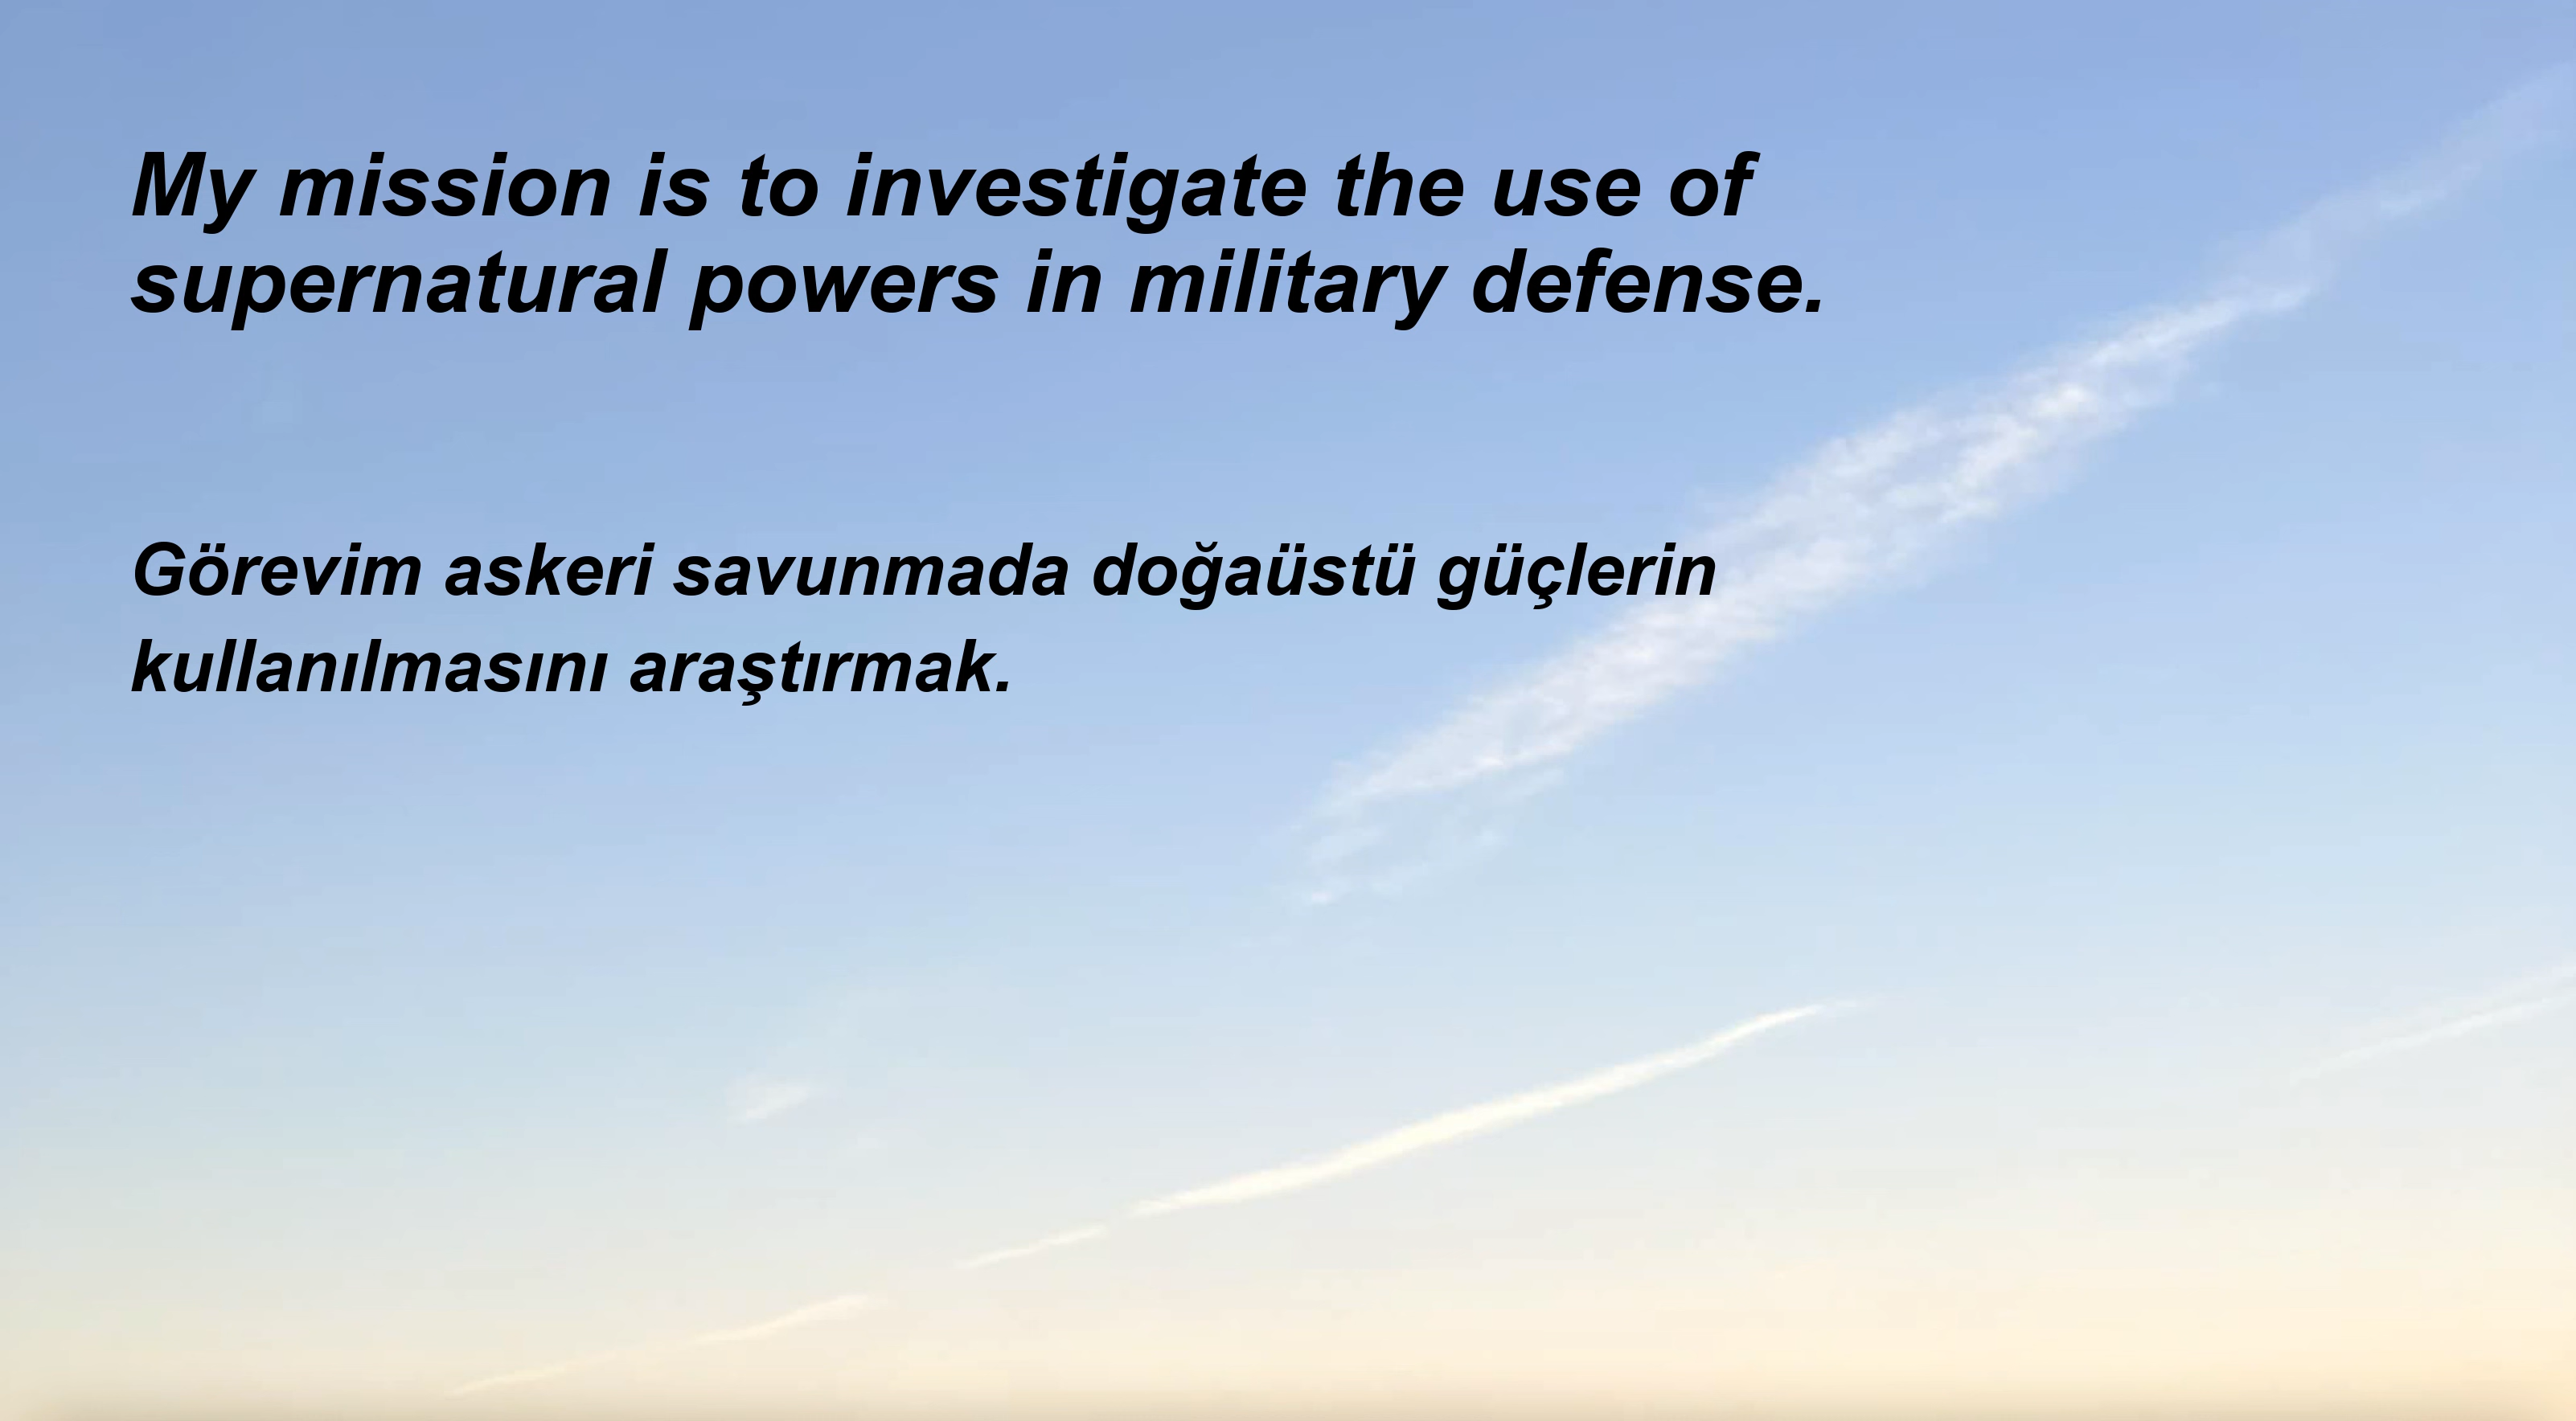 My mission is to investigate the use of
supernatural powers in military defense.
Görevim askeri savunmada doğaüstü güçlerin
kullanılmasını araştırmak.